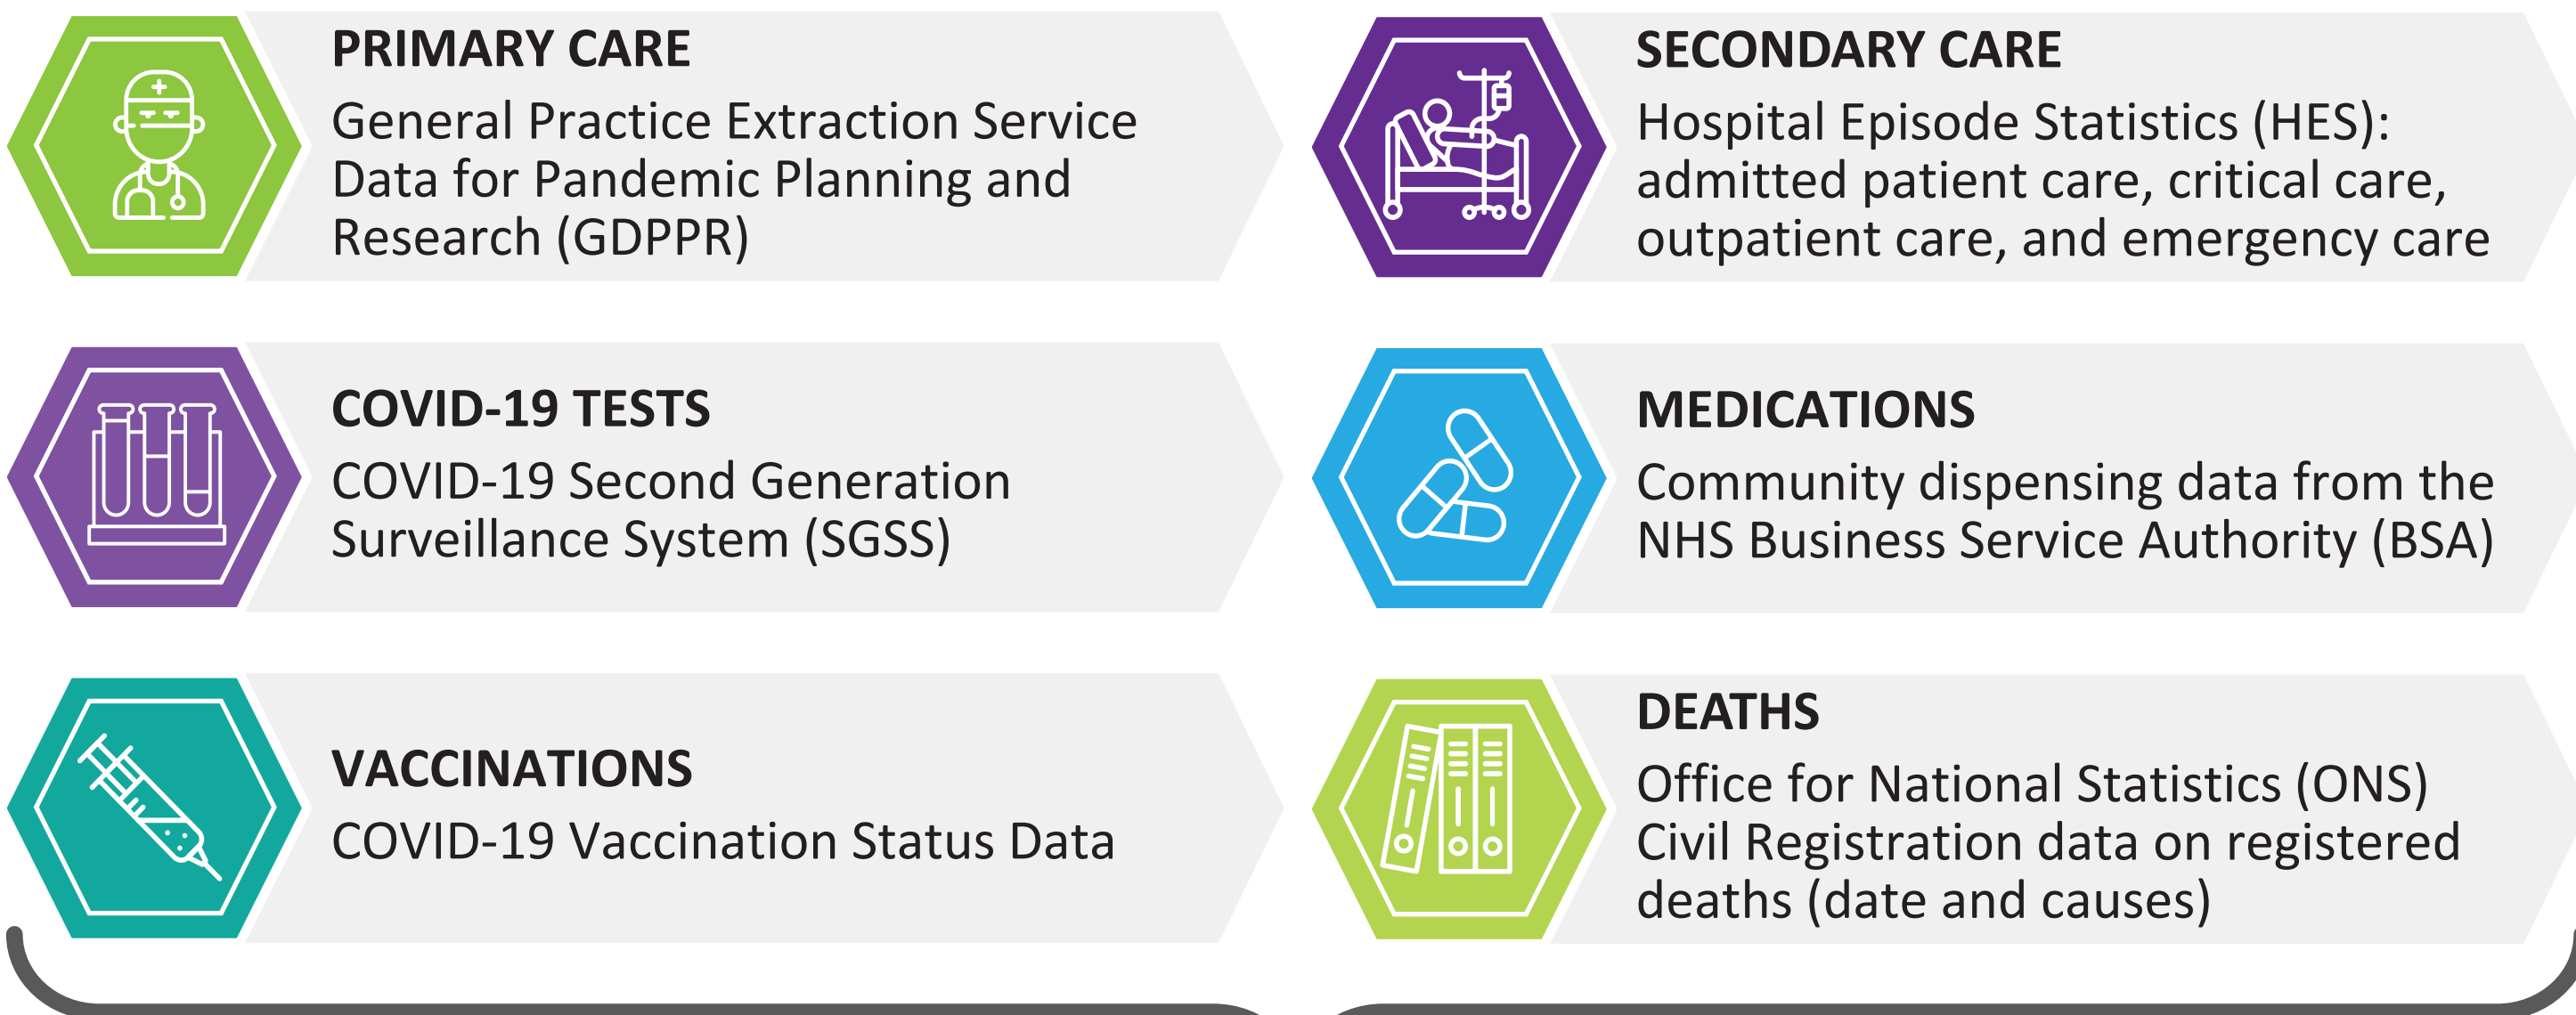 PRIMARY CARE
General Practice Extraction Service
Data for Pandemic Planning and
Research (GDPPR)
SECONDARY CARE
Hospital Episode Statistics (HES):
admitted patient care, critical care,
outpatient care, and emergency care
COVID-19 TESTS
COVID-19 Second Generation
Surveillance System (SGSS)
MEDICATIONS
Community dispensing data from the
NHS Business Service Authority (BSA)
VACCINATIONS
COVID-19 Vaccination Status Data
DEATHS
Office for National Statistics (ONS)
Civil Registration data on registered
deaths (date and causes)